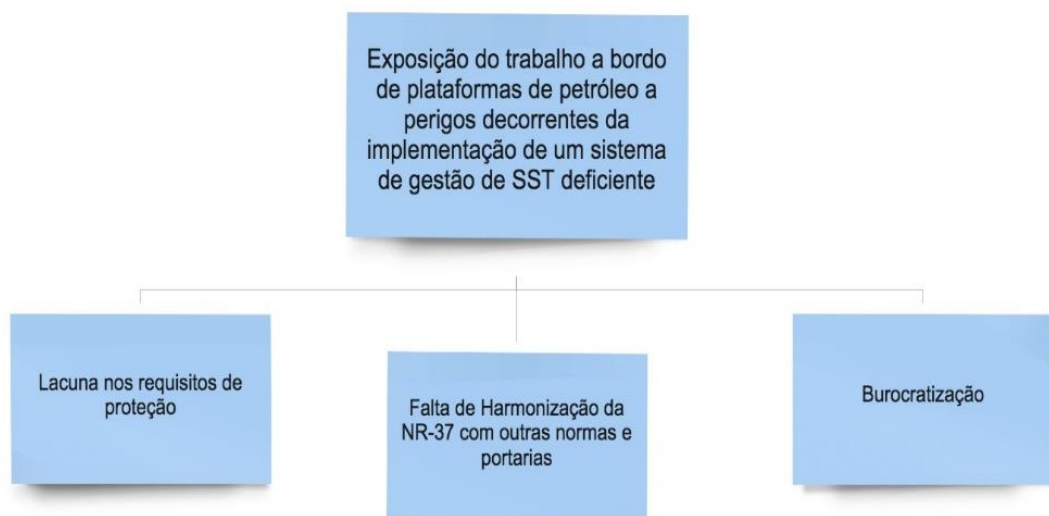 Exposição do trabalho a bordo
de plataformas de petróleo a
perigos decorrentes da
implementação de um sistema
de gestão de SST deficiente
Lacuna nos requisitos de
proteção
Falta de Harmonização da
NR-37 com outras normas e
portarias
Burocratização